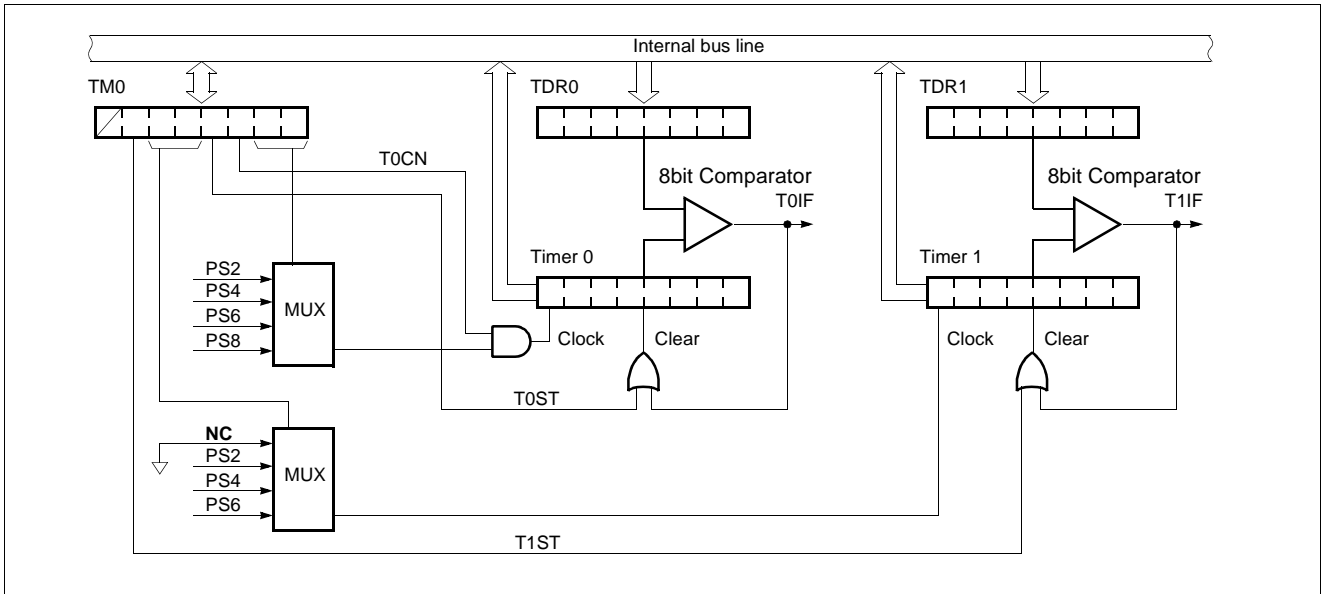 Internal bus line
TM0
TDR0
TDR1
T0CN
8bit Comparator
T0IF
8bit Comparator
T1IF
Timer 0
Timer 1
PS2
PS4
PS6
PS8
MUX
Clock
Clear
Clock
Clear
T0ST
NC
PS2
PS4
PS6
MUX
T1ST